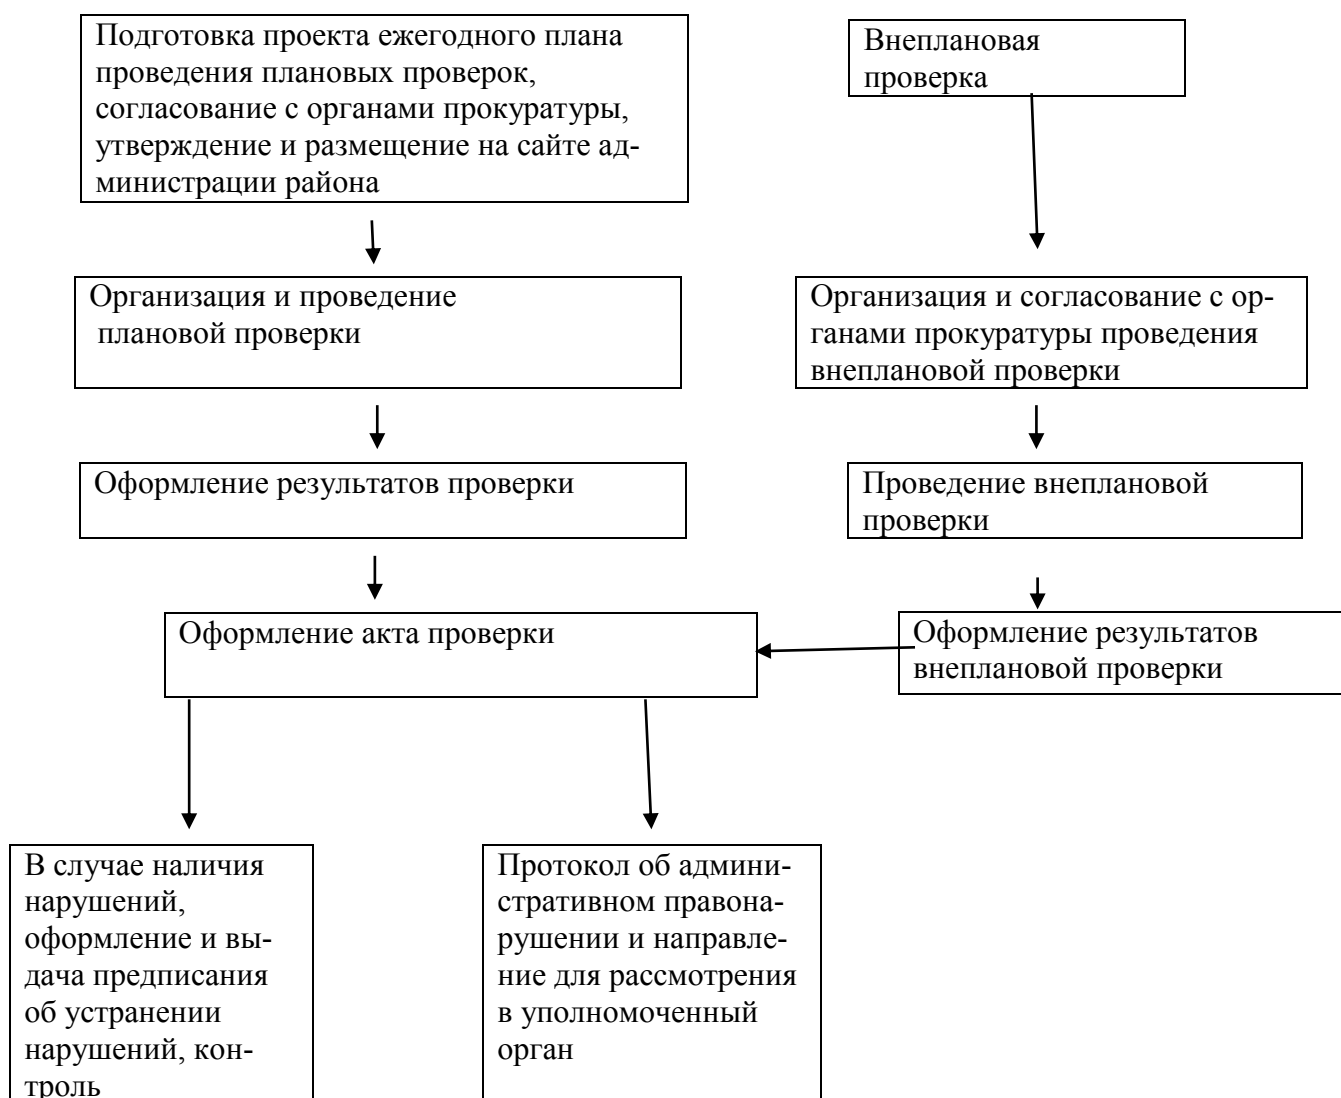 Подготовка проекта ежегодного плана
проведения плановых проверок,
согласование с органами прокуратуры,
утверждение и размещение на сайте ад-
министрации района
Внеплановая
проверка
Организация и проведение
плановой проверки
Организация и согласование с ор-
ганами прокуратуры проведения
внеплановой проверки
Оформление результатов проверки
Проведение внеплановой
проверки
Оформление акта проверки
Оформление результатов
внеплановой проверки
В случае наличия
нарушений,
оформление и вы-
дача предписания
об устранении
нарушений, кон-
троль
Протокол об админи-
стративном правона-
рушении и направле-
ние для рассмотрения
в уполномоченный
орган